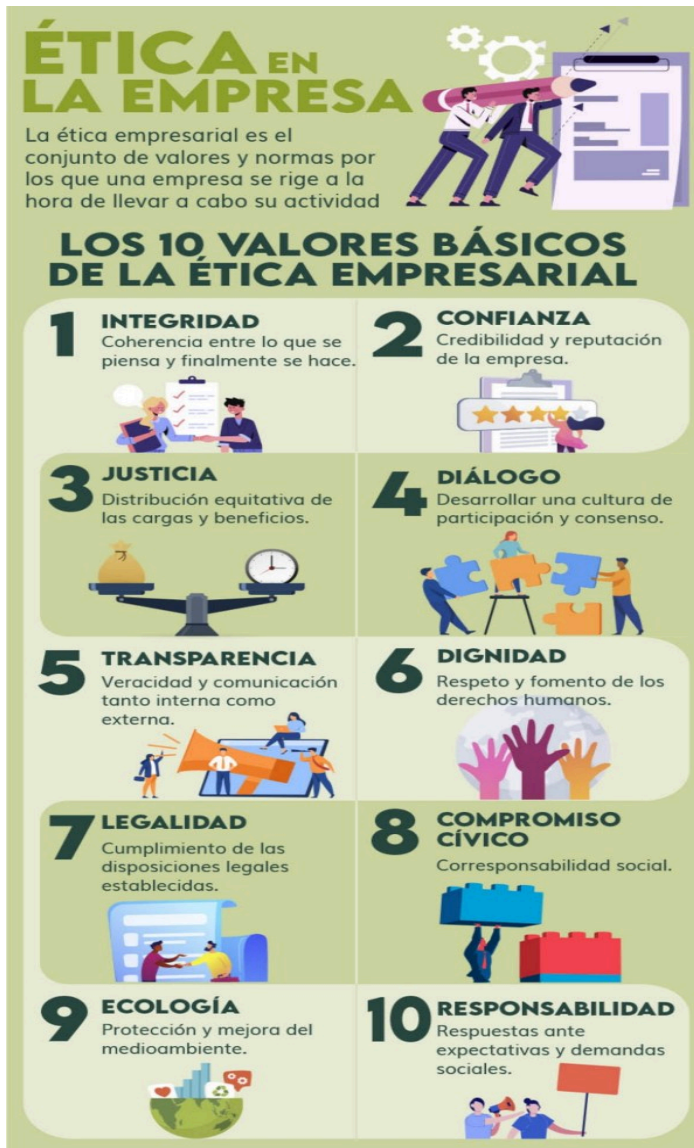 ÉTICA EN
LA EMPRESA
La ética empresarial es el
conjunto de valores y normas por
los que una empresa se rige a la
hora de llevar a cabo su actividad
LOS 10 VALORES BÁSICOS
DE LA ÉTICA EMPRESARIAL
1 INTEGRIDAD
Coherencia entre lo que se
piensa y finalmente se hace.
2 CONFIANZA
Credibilidad y reputación
de la empresa.
3 JUSTICIA
Distribución equitativa de
las cargas y beneficios.
4 DIÁLOGO
Desarrollar una cultura de
participación y consenso.
5 TRANSPARENCIA
Veracidad y comunicación
tanto interna como
externa.
6 DIGNIDAD
Respeto y fomento de los
derechos humanos.
7 LEGALIDAD
Cumplimiento de las
disposiciones legales
establecidas.
8 COMPROMISO
CÍVICO
Corresponsabilidad social.
9 ECOLOGÍA
Protección y mejora del
medioambiente.
10 RESPONSABILIDAD
Respuestas ante
expectativas y demandas
sociales.